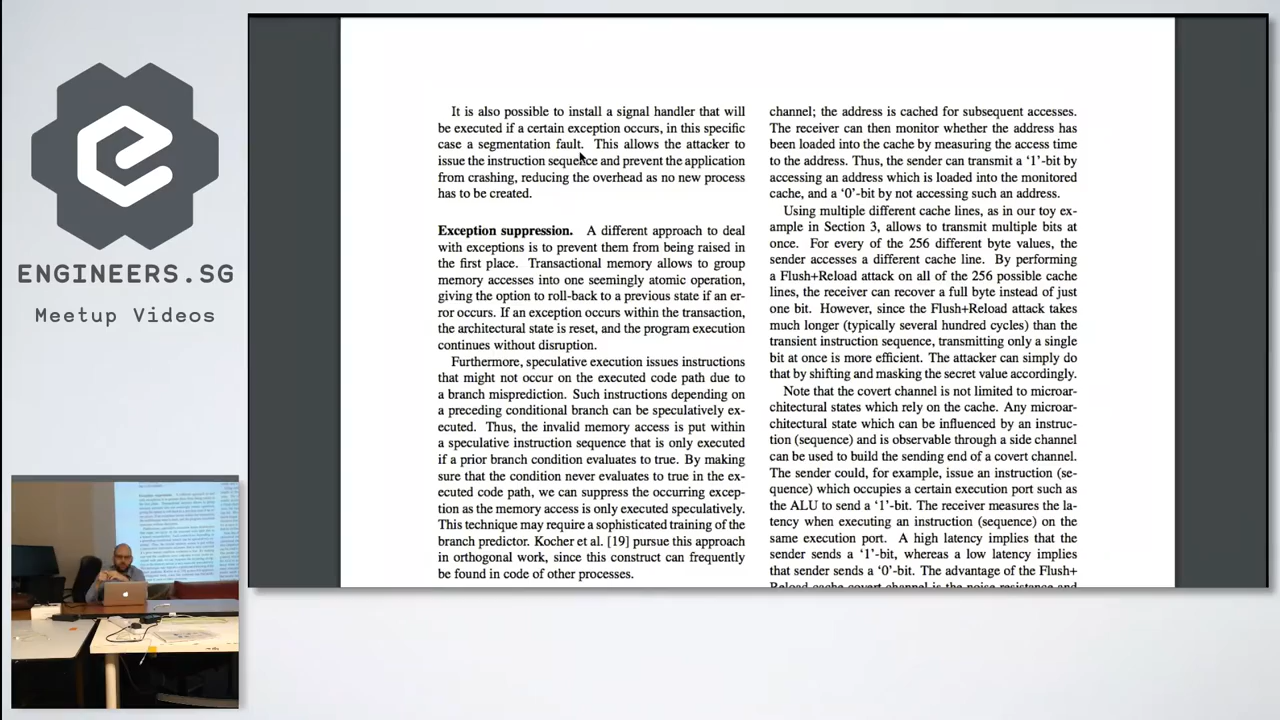 ENGINEERS.SG
Meetup Videos
It is also possible to install a signal handler that will
be executed if a certain exception occurs, in this specific
case a segmentation fault. This allows the attacker to
issue the instruction sequence and prevent the application
from crashing, reducing the overhead as no new process
has to be created.
Exception suppression. A different approach to deal
with exceptions is to prevent them from being raised in
the first place. Transactional memory allows to group
memory accesses into one seemingly atomic operation,
giving the option to roll-back to a previous state if an er-
ror occurs. If an exception occurs within the transaction,
the architectural state is reset, and the program execution
continues without disruption.
Furthermore, speculative execution issues instructions
that might not occur on the executed code path due to
a branch misprediction. Such instructions depending on
a preceding conditional branch can be speculatively ex-
ecuted. Thus, the invalid memory access is put within
a speculative instruction sequence that is only executed
if a prior branch condition evaluates to true. By making
sure that the condition never evaluates to true in the ex-
ecuted code path, we can suppress the occurring excep-
tion as the memory access is only executed speculatively.
This technique may require a sophisticated training of the
branch predictor. Kocher et al. [19] pursue this approach
in orthogonal work, since this construct can frequently
be found in code of other processes.
channel; the address is cached for subsequent accesses.
The receiver can then monitor whether the address has
been loaded into the cache by measuring the access time
to the address. Thus, the sender can transmit a ‘1’-bit by
accessing an address which is loaded into the monitored
cache, and a ‘0’-bit by not accessing such an address.
Using multiple different cache lines, as in our toy ex-
ample in Section 3, allows to transmit multiple bits at
once. For every of the 256 different byte values, the
sender accesses a different cache line. By performing
a Flush+Reload attack on all of the 256 possible cache
lines, the receiver can recover a full byte instead of just
one bit. However, since the Flush+Reload attack takes
much longer (typically several hundred cycles) than the
transient instruction sequence, transmitting only a single
bit at once is more efficient. The attacker can simply do
that by shifting and masking the secret value accordingly.
Note that the covert channel is not limited to microar-
chitectural states which rely on the cache. Any microar-
chitectural state which can be influenced by an instruc-
tion (sequence) and is observable through a side channel
can be used to build the sending end of a covert channel.
The sender could, for example, issue an instruction (se-
quence) which occupies a certain execution port such as
the ALU to send a ‘1’-bit. The receiver measures the la-
tency when executing an instruction (sequence) on the
same execution port. A high latency implies that the
sender sends a ‘1’-bit, whereas a low latency implies
that sender sends a ‘0’-bit. The advantage of the Flush+
Reload cache covert channel is the noise resistance and